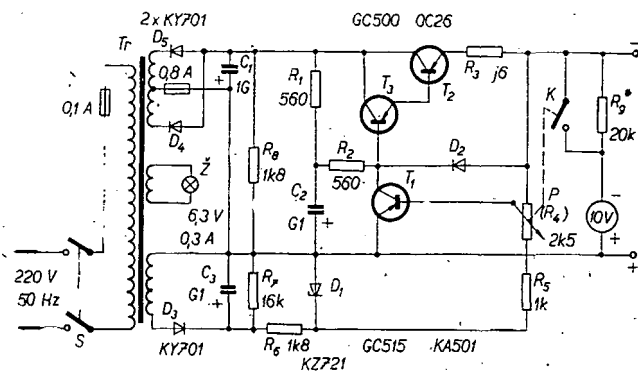 2 x KY701
GC500 OC26
Tr
D5
C1
1G
0,8 A
0,1 A
D4
R1
560
T3
T2
R3 j6
K
R9*
20k
R8
1k8
R2
560
D2
Ž
6,3 V
0,3 A
C2
G1
T1
P
(R4)
2k5
10V
220 V
50 Hz
S
C3
G1
R7
16k
D1
R5
1k
D3
KY701
R6 1k8
KZ721
GC515 KA501